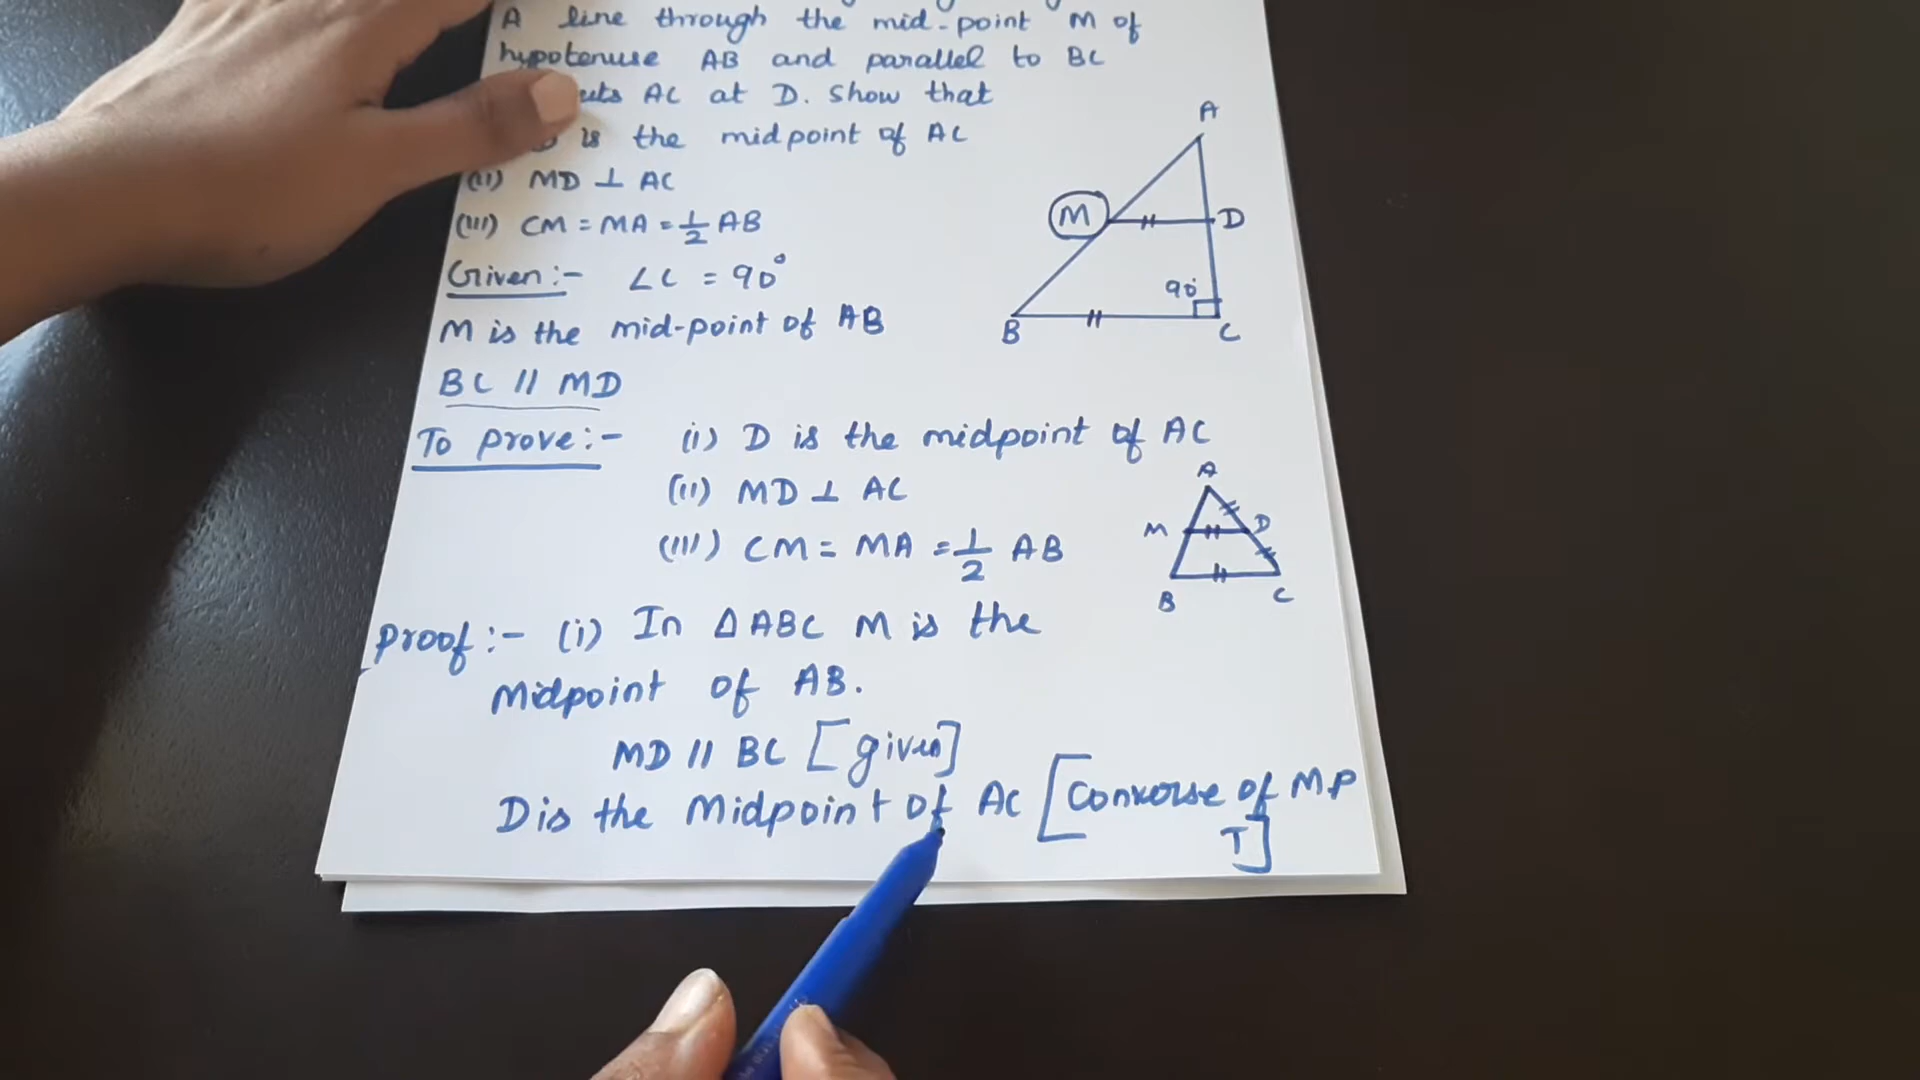 A line through the mid-point M of
hypotenuse AB and parallel to BC
AC at D. Show that
is the midpoint of AC
(ii) MD ⊥ AC
(iii) CM = MA = 1/2 AB
Given:- ∠C = 90°
M is the mid-point of AB
BC // MD
To prove:- (i) D is the midpoint of AC
(ii) MD ⊥ AC
(iii) CM = MA = 1/2 AB
Proof:- (i) In △ABC M is the
Midpoint of AB.
MD // BC [given]
D is the Midpoint of AC [Converse of MP
T]
A
M
D
90°
B
C
A
M
D
B
C